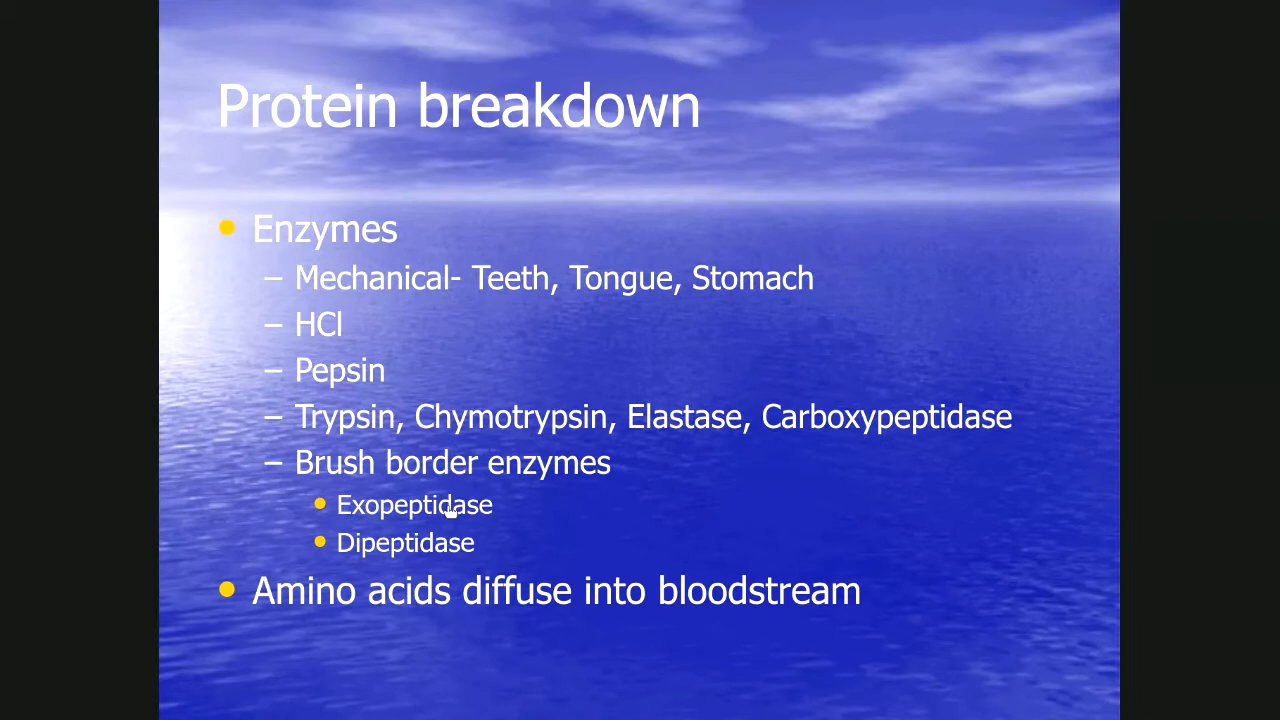 Protein breakdown
• Enzymes
– Mechanical- Teeth, Tongue, Stomach
– HCl
– Pepsin
– Trypsin, Chymotrypsin, Elastase, Carboxypeptidase
– Brush border enzymes
• Exopeptidase
• Dipeptidase
• Amino acids diffuse into bloodstream